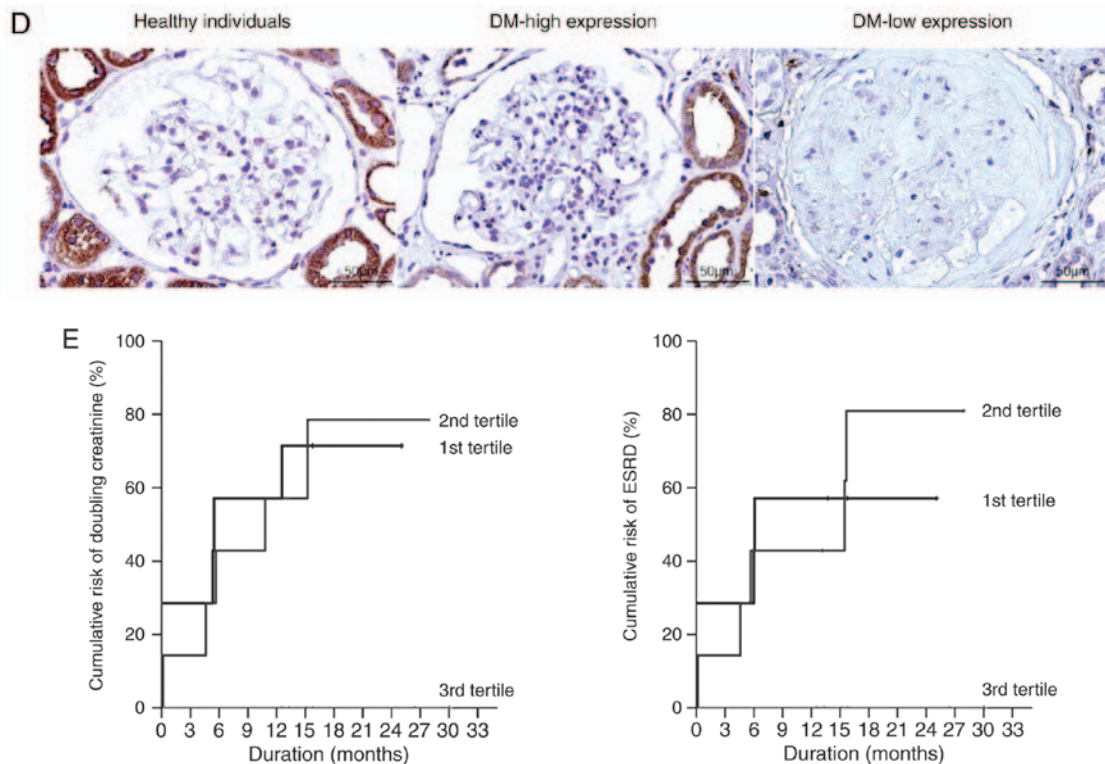 D
Healthy individuals
DM-high expression
DM-low expression
50µm
50µm
50µm
E
Cumulative risk of doubling creatinine (%)
100
80
60
40
20
0
2nd tertile
1st tertile
3rd tertile
0 3 6 9 12 15 18 21 24 27 30 33
Duration (months)
Cumulative risk of ESRD (%)
100
80
60
40
20
0
2nd tertile
1st tertile
3rd tertile
0 3 6 9 12 15 18 21 24 27 30 33
Duration (months)